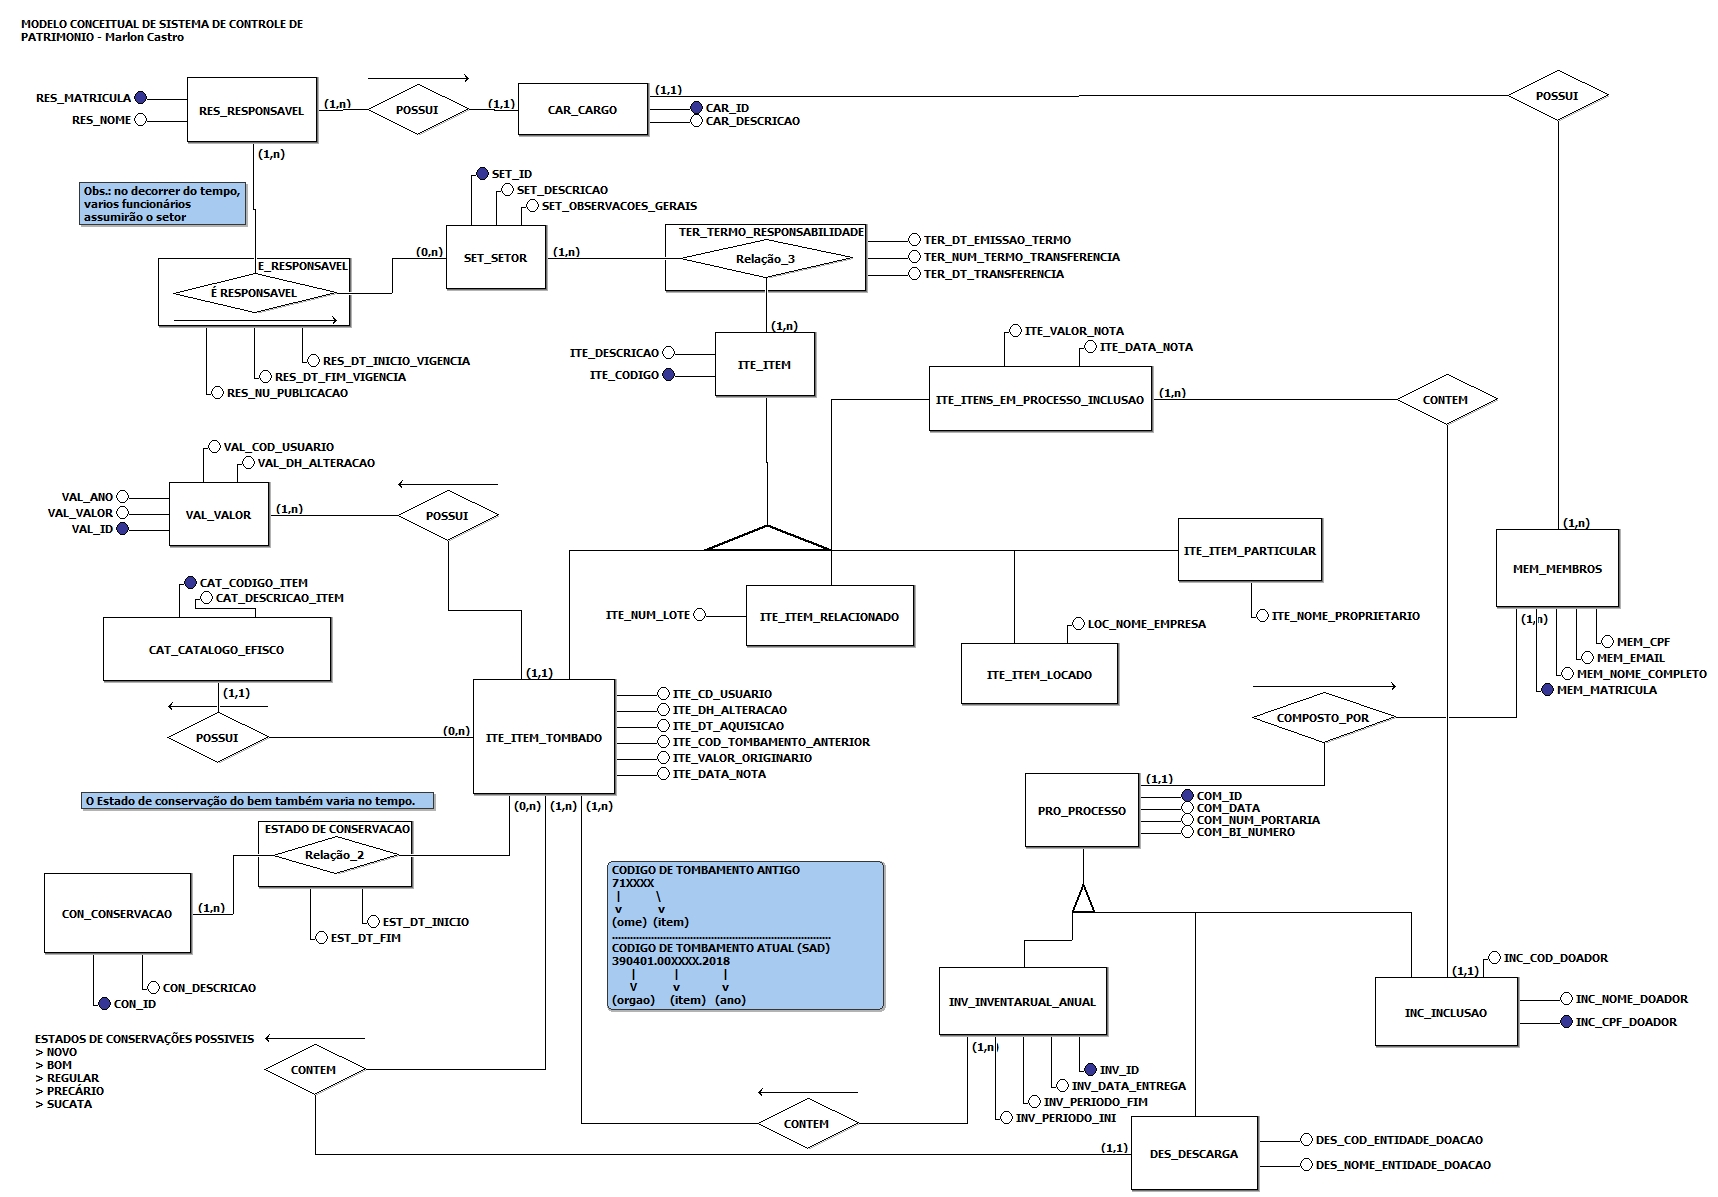 MODELO CONCEITUAL DE SISTEMA DE CONTROLE DE
PATRIMONIO - Marlon Castro
RES_MATRICULA
RES_NOME
RES_RESPONSAVEL
(1,n)
POSSUI
(1,1)
CAR_CARGO
(1,1)
CAR_ID
CAR_DESCRICAO
POSSUI
(1,n)
Obs.: no decorrer do tempo,
varios funcionários
assumirão o setor
SET_ID
SET_DESCRICAO
SET_OBSERVACOES_GERAIS
(0,n)
SET_SETOR
(1,n)
TER_TERMO_RESPONSABILIDADE
Relação_3
TER_DT_EMISSAO_TERMO
TER_NUM_TERMO_TRANSFERENCIA
TER_DT_TRANSFERÊNCIA
E_RESPONSAVEL
É RESPONSAVEL
RES_DT_INICIO_VIGENCIA
RES_DT_FIM_VIGENCIA
RES_NU_PUBLICACAO
(1,n)
ITE_DESCRICAO
ITE_CODIGO
ITE_ITEM
ITE_VALOR_NOTA
ITE_DATA_NOTA
ITE_ITENS_EM_PROCESSO_INCLUSAO
(1,n)
CONTEM
VAL_COD_USUARIO
VAL_DH_ALTERACAO
VAL_ANO
VAL_VALOR
VAL_ID
VAL_VALOR
(1,n)
POSSUI
ITE_ITEM_PARTICULAR
ITE_NOME_PROPRIETARIO
(1,n)
MEM_MEMBROS
(1,n)
MEM_CPF
MEM_EMAIL
MEM_NOME_COMPLETO
MEM_MATRICULA
CAT_CODIGO_ITEM
CAT_DESCRICAO_ITEM
CAT_CATALOGO_EFISCO
(1,1)
POSSUI
(0,n)
ITE_NUM_LOTE
ITE_ITEM_RELACIONADO
LOC_NOME_EMPRESA
ITE_ITEM_LOCADO
(1,1)
ITE_ITEM_TOMBADO
ITE_CD_USUARIO
ITE_DH_ALTERACAO
ITE_DT_AQUISICAO
ITE_COD_TOMBAMENTO_ANTERIOR
ITE_VALOR_ORIGINARIO
ITE_DATA_NOTA
(0,n)
(1,n)
(1,n)
COMPOSTO_POR
(1,1)
PRO_PROCESSO
COM_ID
COM_DATA
COM_NUM_PORTARIA
COM_BI_NUMERO
O Estado de conservação do bem também varia no tempo.
ESTADO DE CONSERVACAO
Relação_2
EST_DT_INICIO
EST_DT_FIM
CON_CONSERVACAO
(1,n)
CON_DESCRICAO
CON_ID
CODIGO DE TOMBAMENTO ANTIGO
71XXXX
| \
v v
(ome) (item)
........................................................................
CODIGO DE TOMBAMENTO ATUAL (SAD)
390401.00XXXX.2018
| | |
V v v
(orgao) (item) (ano)
INV_INVENTARUAL_ANUAL
(1,n)
INV_ID
INV_DATA_ENTREGA
INV_PERIODO_FIM
INV_PERIODO_INI
(1,1)
INC_INCLUSAO
INC_COD_DOADOR
INC_NOME_DOADOR
INC_CPF_DOADOR
ESTADOS DE CONSERVAÇÕES POSSIVEIS
> NOVO
> BOM
> REGULAR
> PRECÁRIO
> SUCATA
CONTEM
CONTEM
(1,1)
DES_DESCARGA
DES_COD_ENTIDADE_DOACAO
DES_NOME_ENTIDADE_DOACAO